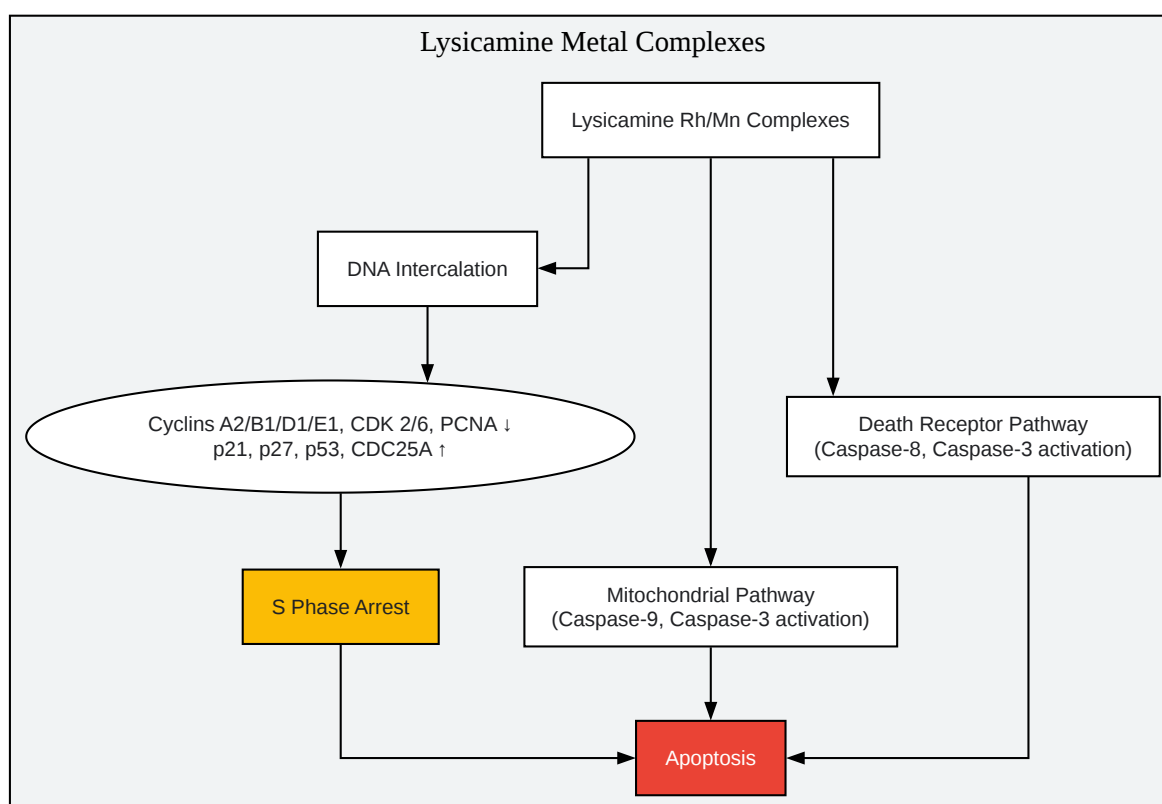 Lysicamine Metal Complexes
Lysicamine Rh/Mn Complexes
DNA Intercalation
Cyclins A2/B1/D1/E1, CDK 2/6, PCNA ↓
p21, p27, p53, CDC25A ↑
Death Receptor Pathway
(Caspase-8, Caspase-3 activation)
S Phase Arrest
Mitochondrial Pathway
(Caspase-9, Caspase-3 activation)
Apoptosis